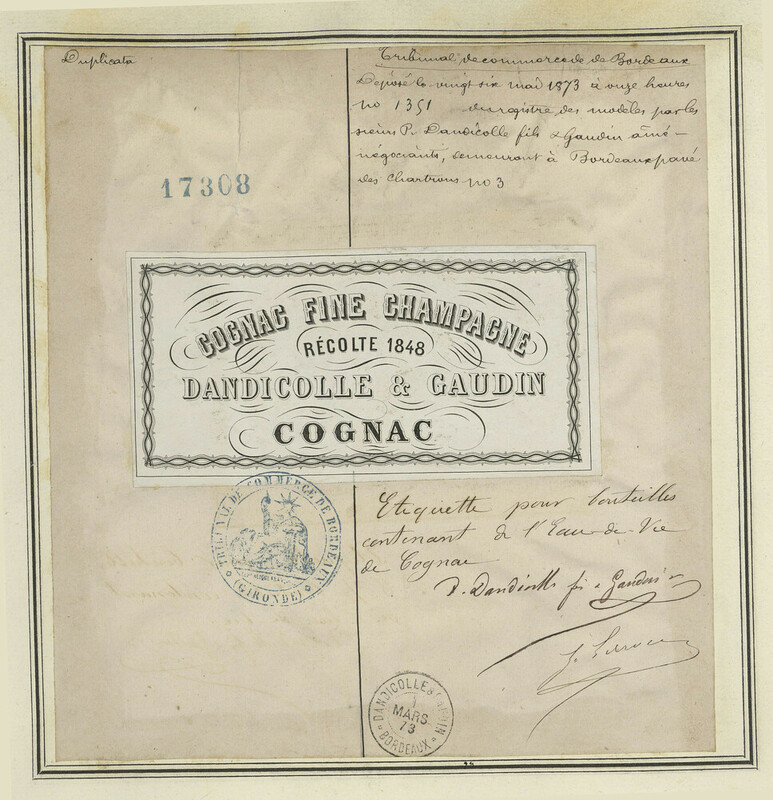 Duplicata
Tribunal de commerce de Bordeaux
Déposé le vingt six mai 1873 à onze heures
no 1351 du registre des modèles par les
sieurs P. Dandicolle fils & Gaudin ainé
négociants, demeurant à Bordeaux pavé
des Chartrons no 3
17308
COGNAC FINE CHAMPAGNE
RÉCOLTE 1848
DANDICOLLE & GAUDIN
COGNAC
TRIBUNAL DE COMMERCE DE BORDEAUX
(GIRONDE)
Etiquette pour bouteilles
contenant de l'Eau-de-Vie
de Cognac
P. Dandicolle fils & Gaudin
DANDICOLLE & GAUDIN
1
MARS
73
BORDEAUX